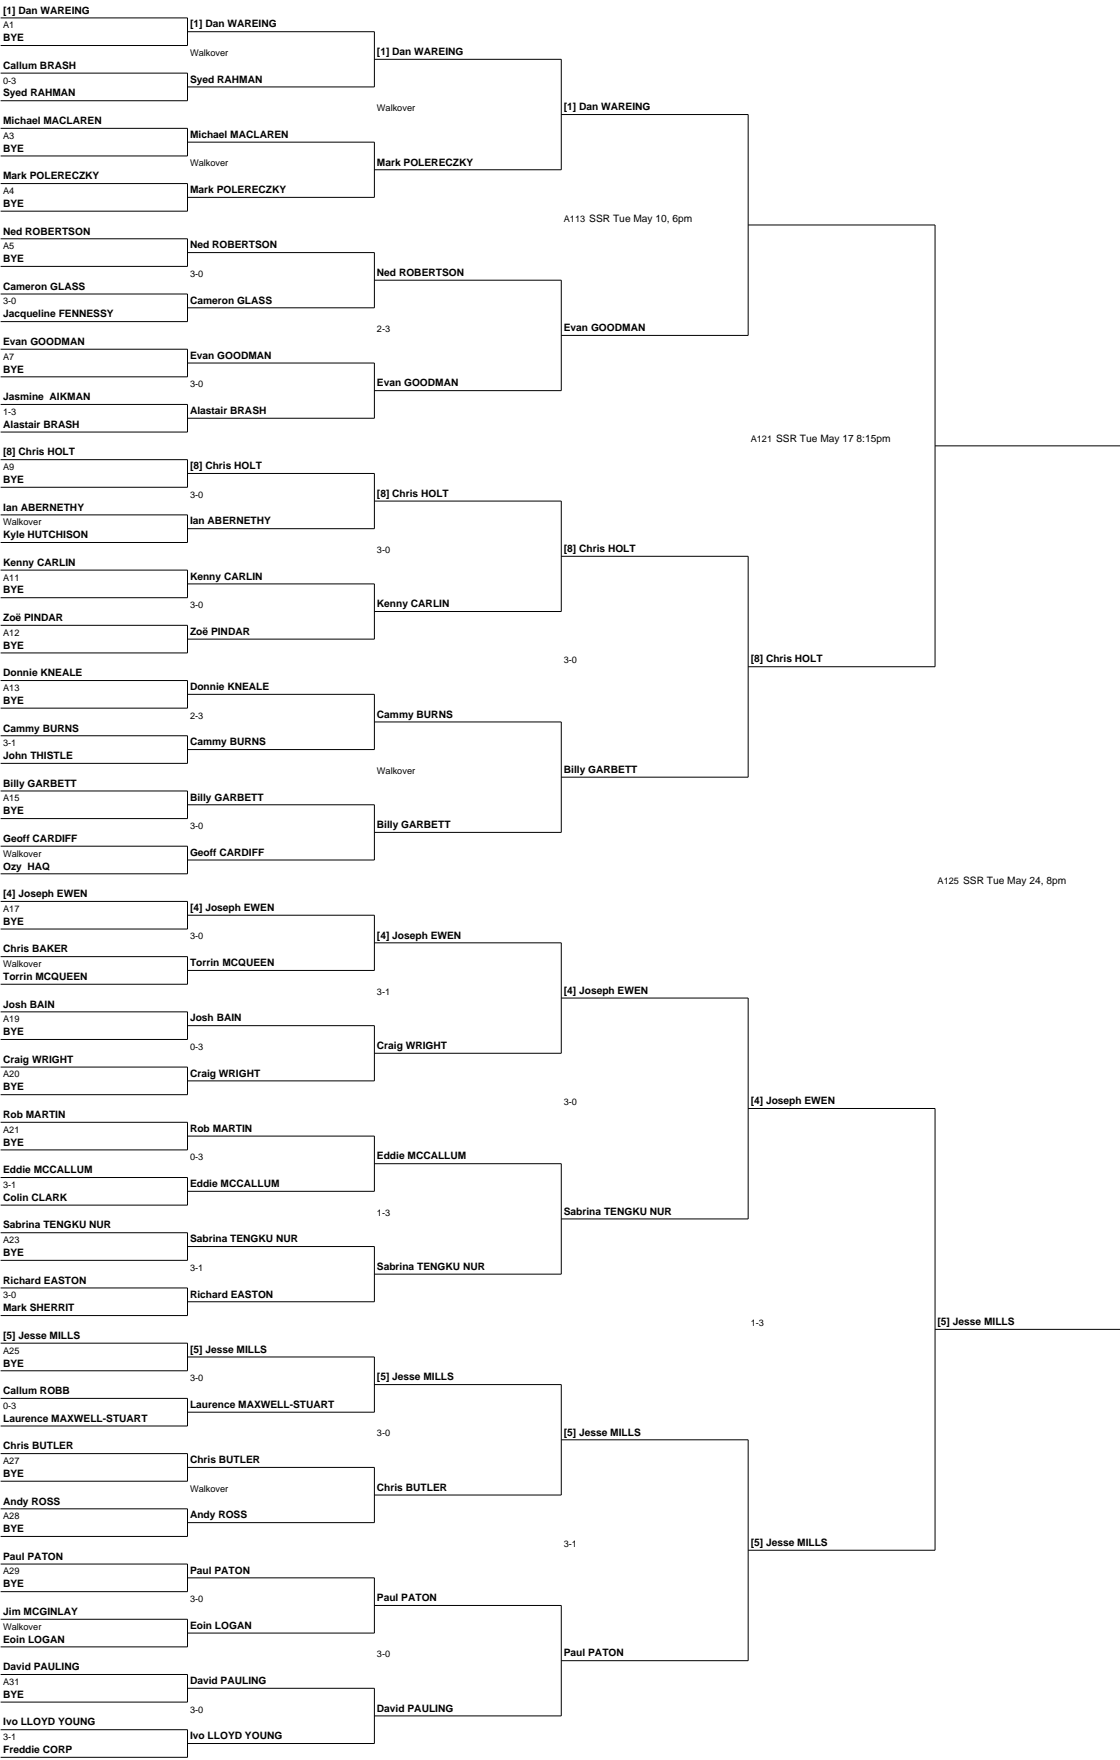 [1] Dan WAREING
A1
BYE
[1] Dan WAREING
Walkover
Callum BRASH
0-3
Syed RAHMAN
Syed RAHMAN
[1] Dan WAREING
Walkover
Michael MACLAREN
A3
BYE
Michael MACLAREN
Walkover
Mark POLERECZKY
A4
BYE
Mark POLERECZKY
Mark POLERECZKY
[1] Dan WAREING
A113 SSR Tue May 10, 6pm
Ned ROBERTSON
A5
BYE
Ned ROBERTSON
3-0
Cameron GLASS
3-0
Jacqueline FENNESSY
Cameron GLASS
Ned ROBERTSON
2-3
Evan GOODMAN
A7
BYE
Evan GOODMAN
3-0
Jasmine AIKMAN
1-3
Alastair BRASH
Alastair BRASH
Evan GOODMAN
Evan GOODMAN
A121 SSR Tue May 17 8:15pm
[8] Chris HOLT
A9
BYE
[8] Chris HOLT
3-0
Ian ABERNETHY
Walkover
Kyle HUTCHISON
Ian ABERNETHY
[8] Chris HOLT
3-0
Kenny CARLIN
A11
BYE
Kenny CARLIN
3-0
Zoë PINDAR
A12
BYE
Zoë PINDAR
Kenny CARLIN
[8] Chris HOLT
3-0
Donnie KNEALE
A13
BYE
Donnie KNEALE
2-3
Cammy BURNS
3-1
John THISTLE
Cammy BURNS
Cammy BURNS
Walkover
Billy GARBETT
A15
BYE
Billy GARBETT
3-0
Geoff CARDIFF
Walkover
Ozy HAQ
Geoff CARDIFF
Billy GARBETT
Billy GARBETT
[8] Chris HOLT
A125 SSR Tue May 24, 8pm
[4] Joseph EWEN
A17
BYE
[4] Joseph EWEN
3-0
Chris BAKER
Walkover
Torrin MCQUEEN
Torrin MCQUEEN
[4] Joseph EWEN
3-1
Josh BAIN
A19
BYE
Josh BAIN
0-3
Craig WRIGHT
A20
BYE
Craig WRIGHT
Craig WRIGHT
[4] Joseph EWEN
3-0
Rob MARTIN
A21
BYE
Rob MARTIN
0-3
Eddie MCCALLUM
3-1
Colin CLARK
Eddie MCCALLUM
Eddie MCCALLUM
1-3
Sabrina TENGKU NUR
A23
BYE
Sabrina TENGKU NUR
3-1
Richard EASTON
3-0
Mark SHERRIT
Richard EASTON
Sabrina TENGKU NUR
Sabrina TENGKU NUR
[4] Joseph EWEN
1-3
[5] Jesse MILLS
A25
BYE
[5] Jesse MILLS
3-0
Callum ROBB
0-3
Laurence MAXWELL-STUART
Laurence MAXWELL-STUART
[5] Jesse MILLS
3-0
Chris BUTLER
A27
BYE
Chris BUTLER
Walkover
Andy ROSS
A28
BYE
Andy ROSS
Chris BUTLER
[5] Jesse MILLS
3-1
Paul PATON
A29
BYE
Paul PATON
3-0
Jim MCGINLAY
Walkover
Eoin LOGAN
Eoin LOGAN
Paul PATON
3-0
David PAULING
A31
BYE
David PAULING
3-0
Ivo LLOYD YOUNG
3-1
Freddie CORP
Ivo LLOYD YOUNG
David PAULING
Paul PATON
[5] Jesse MILLS
[5] Jesse MILLS